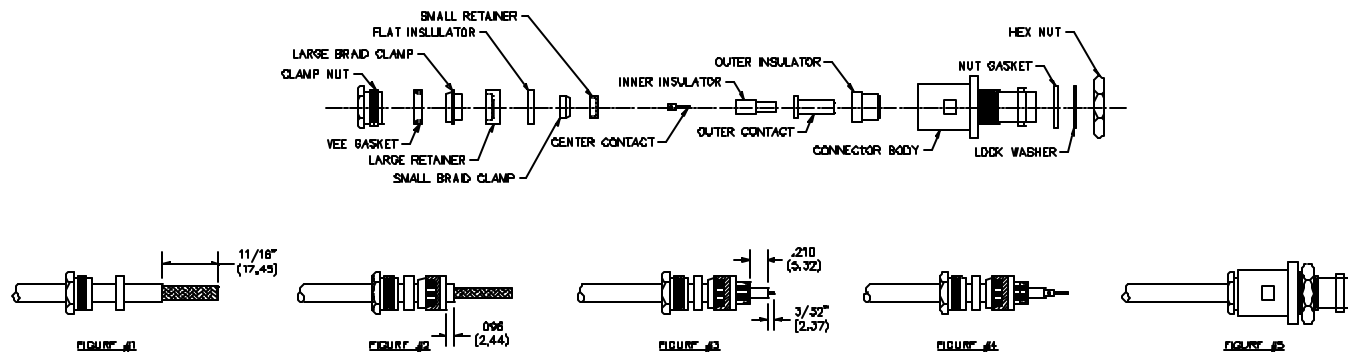 SMALL RETAINER
FLAT INSLULATOR
LARGE BRAID CLAMP
CLAMP NUT
HEX NUT
OUTER INSULATOR
NUT GASKET
INNER INSULATOR
VEE GASKET
LARGE RETAINER
SMALL BRAID CLAMP
CENTER CONTACT
OUTER CONTACT
CONNECTOR BODY
LOCK WASHER
11/16"
(17,45)
.096
(2,44)
.210
(5,32)
3/32"
(2,37)
FIGURE #1
FIGURE #2
FIGURE #3
FIGURE #4
FIGURE #5